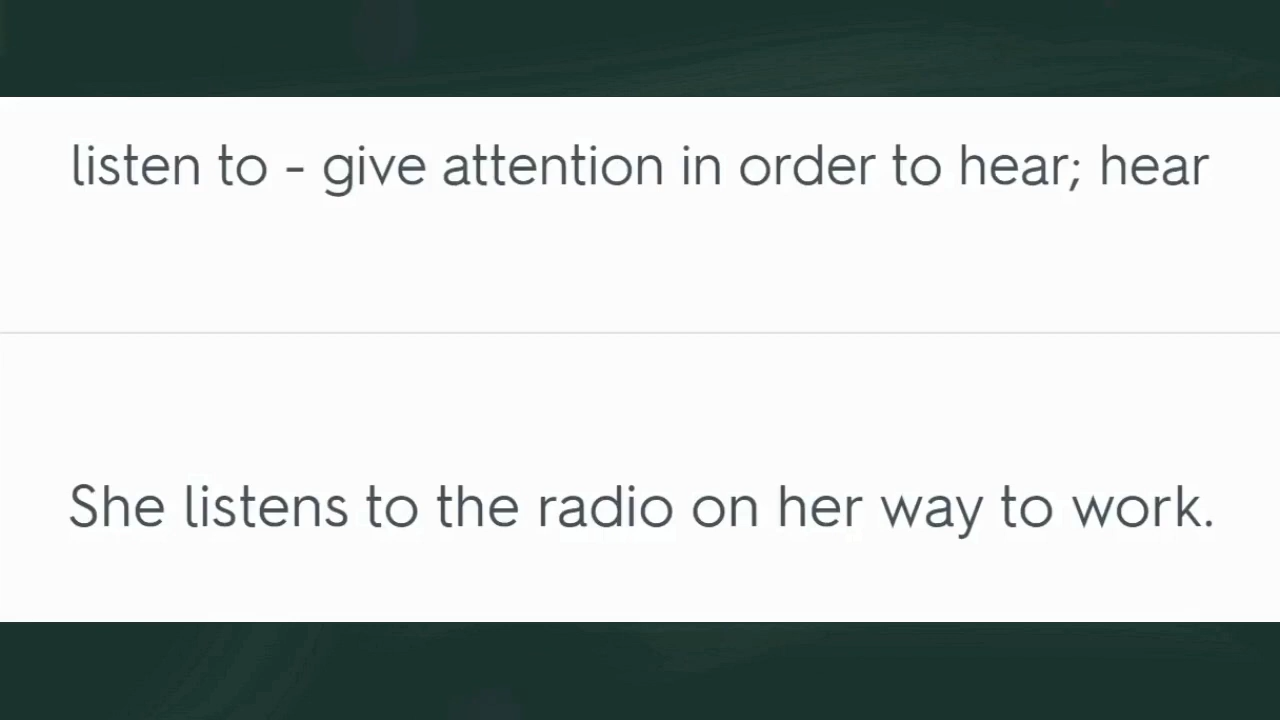 listen to - give attention in order to hear; hear
She listens to the radio on her way to work.